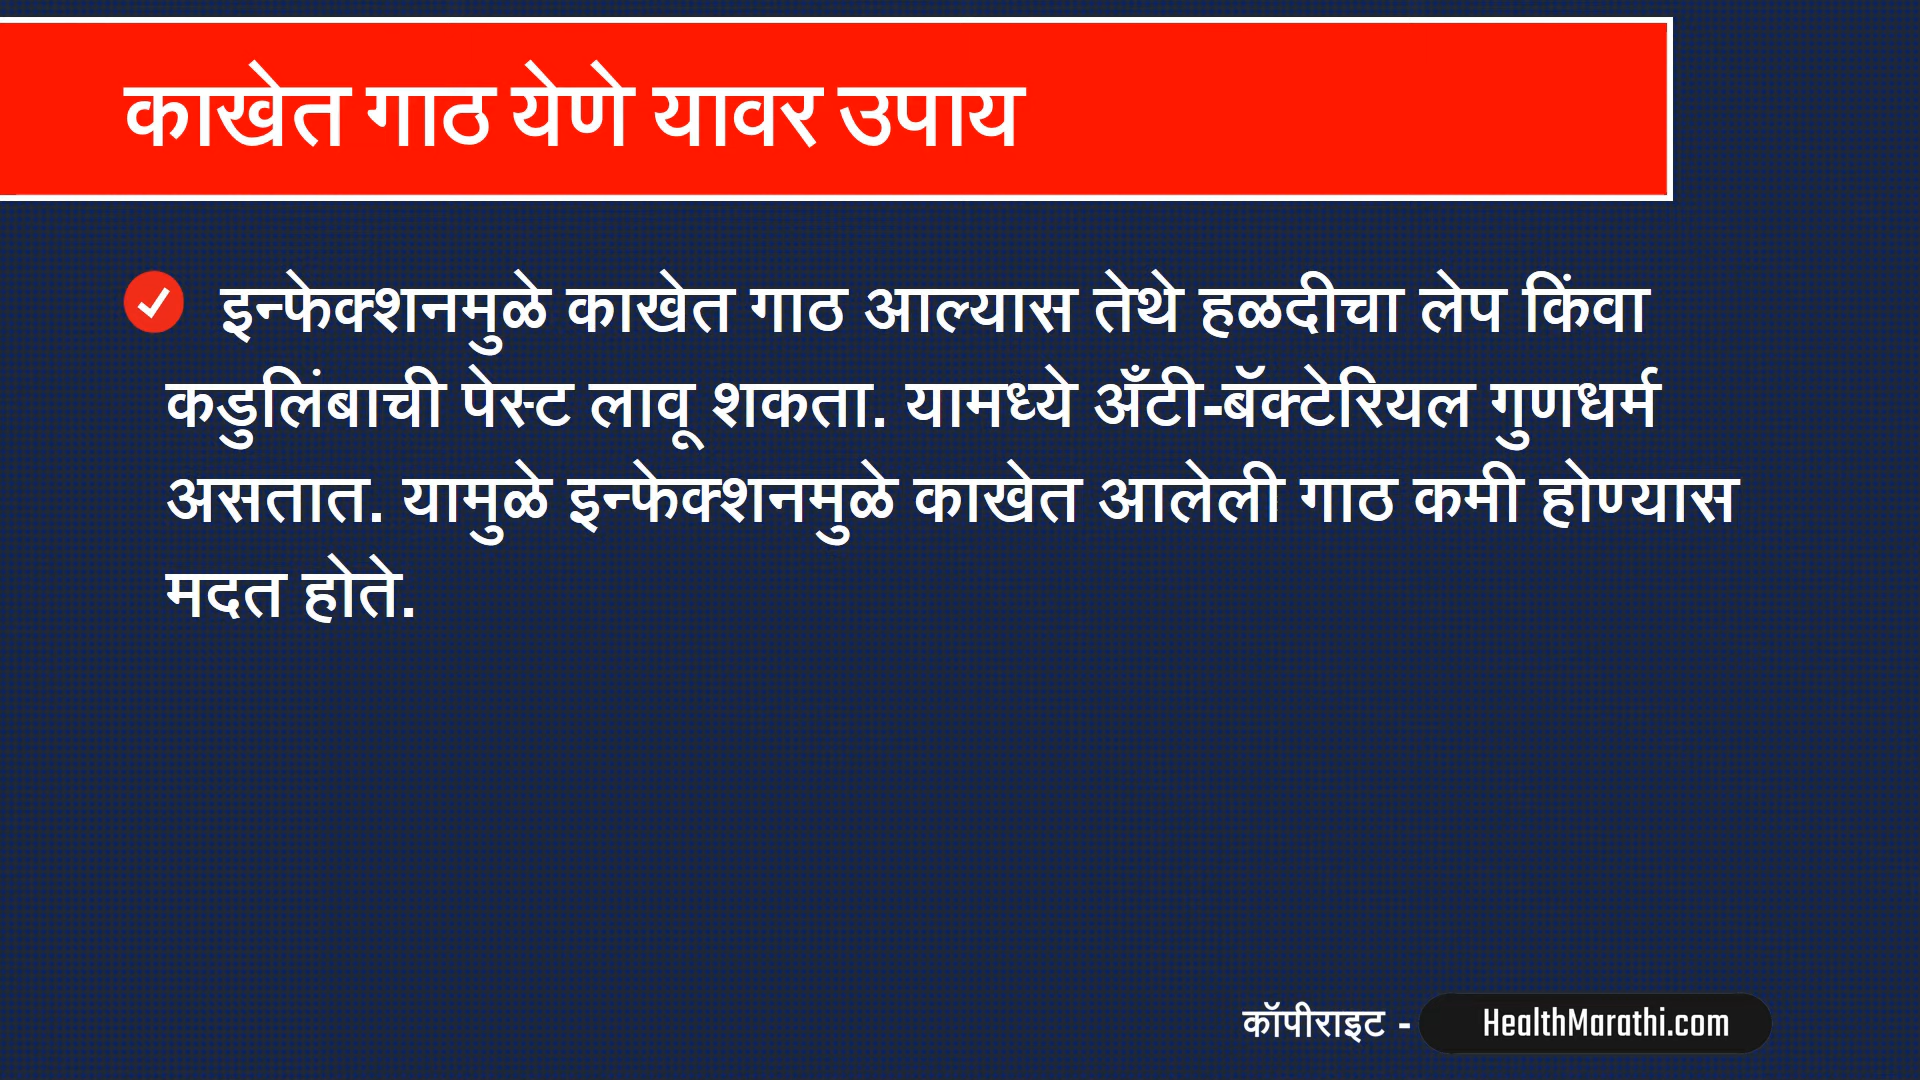 काखेत गाठ येणे यावर उपाय
इन्फेक्शनमुळे काखेत गाठ आल्यास तेथे हळदीचा लेप किंवा
कडुलिंबाची पेस्ट लावू शकता. यामध्ये अँटी-बॅक्टेरियल गुणधर्म
असतात. यामुळे इन्फेक्शनमुळे काखेत आलेली गाठ कमी होण्यास
मदत होते.
कॉपीराइट - HealthMarathi.com